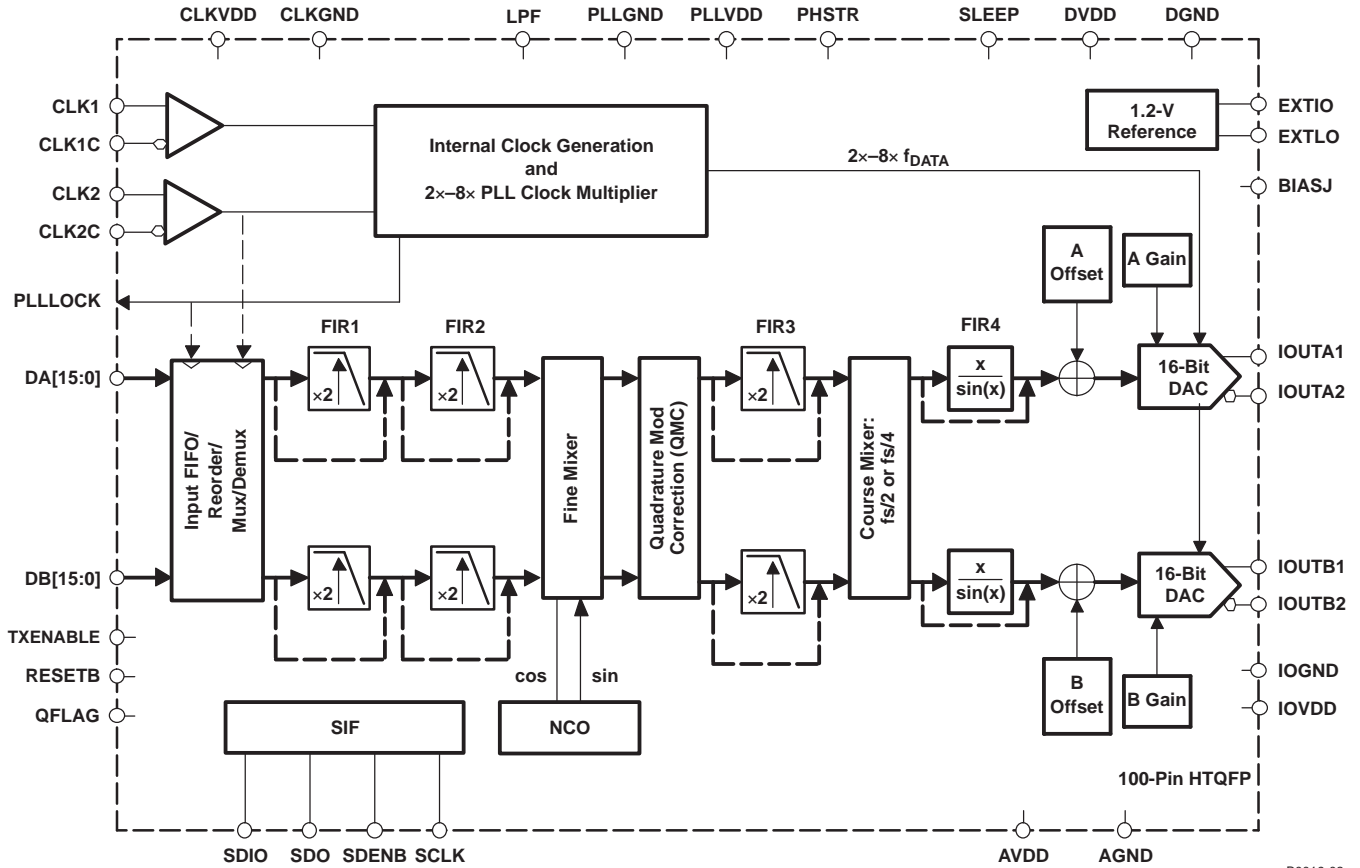 CLKVDD
CLKGND
LPF
PLLGND
PLLVDD
PHSTR
SLEEP
DVDD
DGND
CLK1
CLK1C
CLK2
CLK2C
PLLLOCK
DA[15:0]
DB[15:0]
TXENABLE
RESETB
QFLAG
Internal Clock Generation
and
2×–8× PLL Clock Multiplier
2×–8× fDATA
1.2-V
Reference
EXTIO
EXTLO
BIASJ
A
Offset
A Gain
FIR1
FIR2
FIR3
FIR4
×2
×2
×2
x
sin(x)
16-Bit
DAC
IOUTA1
IOUTA2
Input FIFO/
Reorder/
Mux/Demux
Fine Mixer
Quadrature Mod
Correction (QMC)
Course Mixer:
fs/2 or fs/4
×2
×2
×2
x
sin(x)
16-Bit
DAC
IOUTB1
IOUTB2
cos
sin
NCO
SIF
B
Offset
B Gain
IOGND
IOVDD
100-Pin HTQFP
SDIO
SDO
SDENB
SCLK
AVDD
AGND